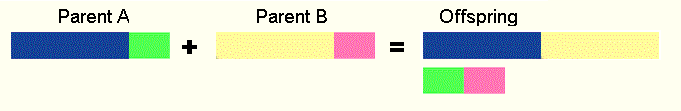 Parent A Parent B Offspring
+ =